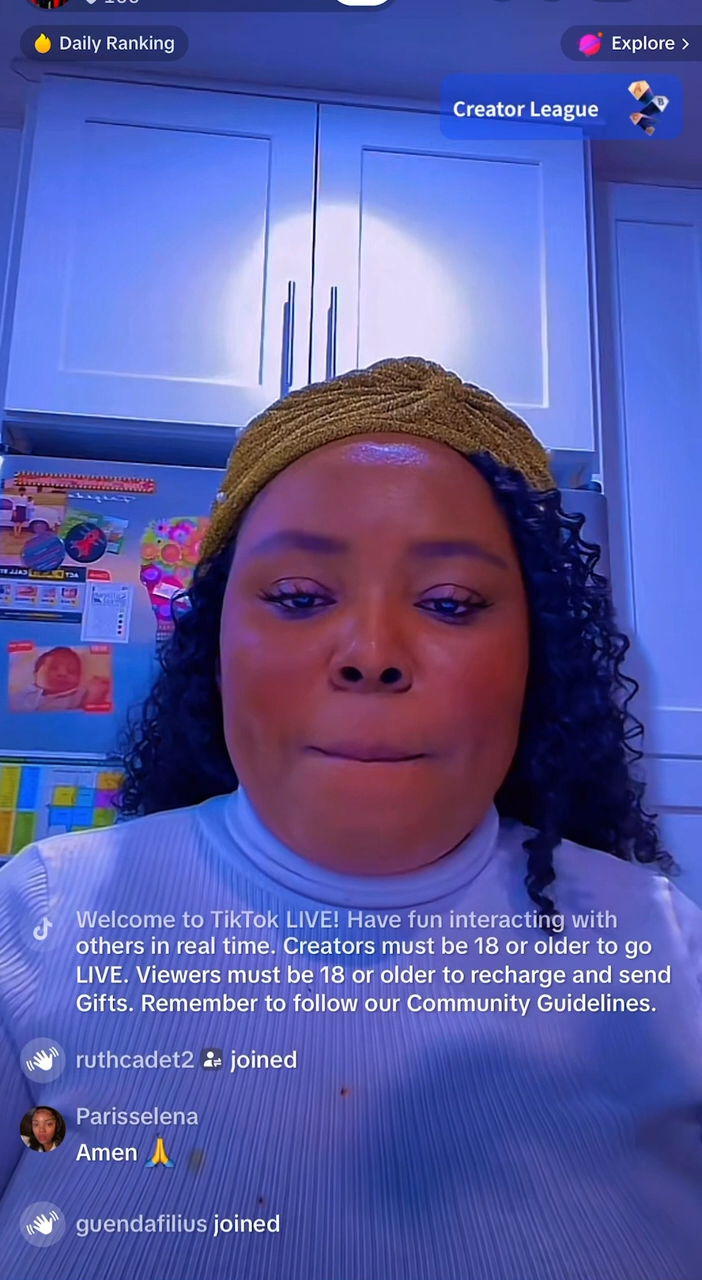 Daily Ranking
Explore >
Creator League
Welcome to TikTok LIVE! Have fun interacting with
others in real time. Creators must be 18 or older to go
LIVE. Viewers must be 18 or older to recharge and send
Gifts. Remember to follow our Community Guidelines.
ruthcadet2 joined
Parisselena
Amen 🙏
guendafilius joined